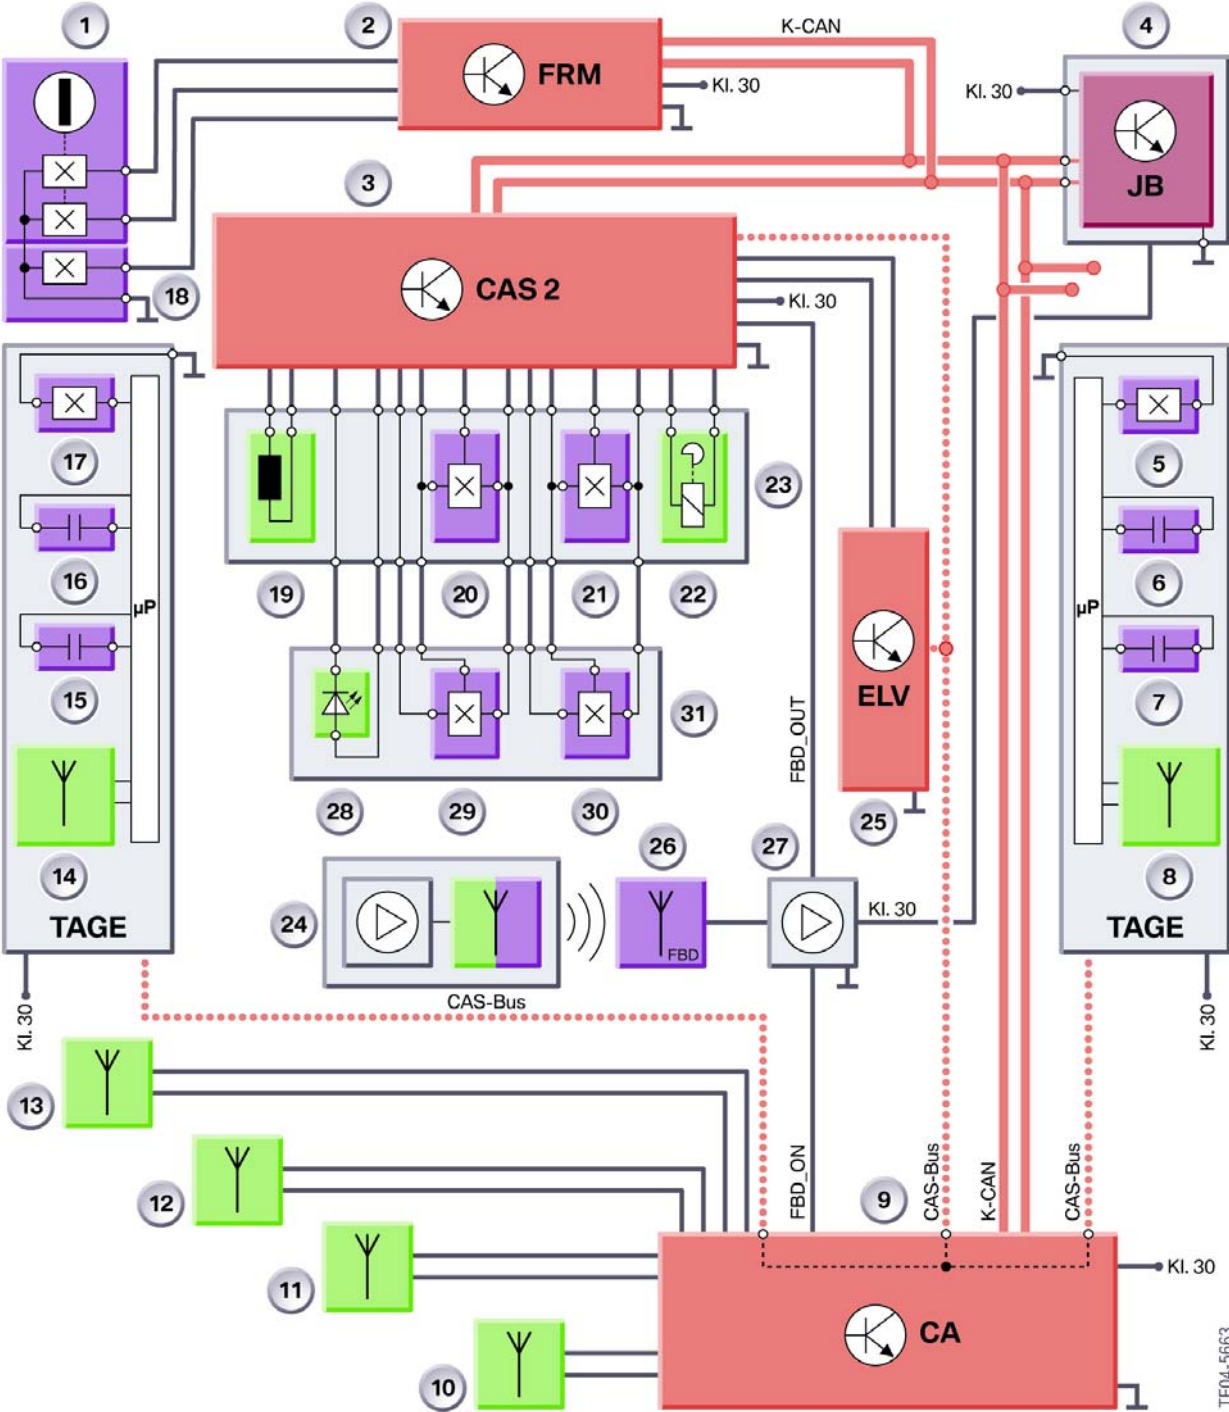 1
2
K-CAN
4
FRM
Kl. 30
Kl. 30
JB
3
CAS 2
Kl. 30
18
17
5
23
16
19
20
21
22
6
µP
µP
15
ELV
7
31
FBD_OUT
28
29
30
25
14
26
27
8
TAGE
24
FBD
Kl. 30
TAGE
CAS-Bus
Kl. 30
Kl. 30
13
12
FBD_ON
9
CAS-Bus
K-CAN
CAS-Bus
11
Kl. 30
CA
10
TE04-5663